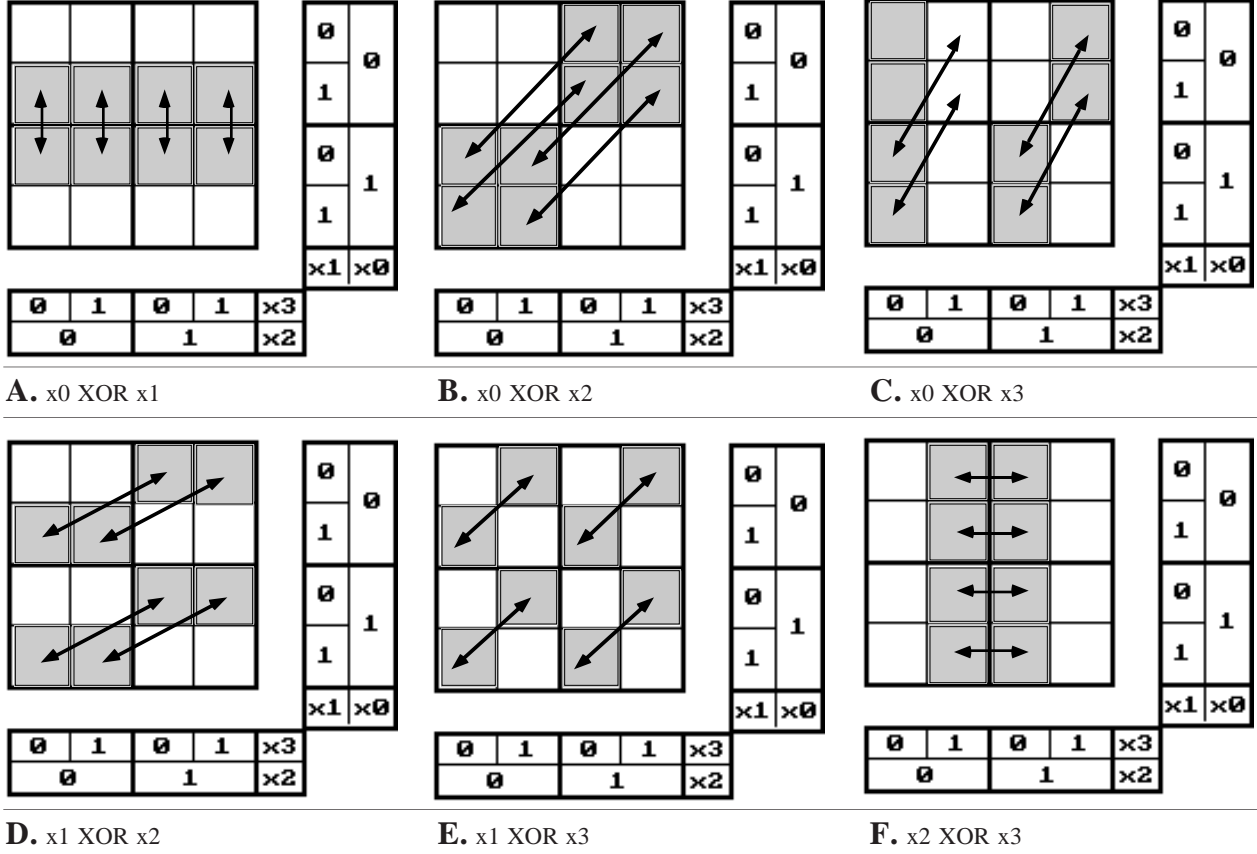 0 0 0
0 0 0
1 1 1
0 0 0
1 1 1
1 1 1
x1 x0 x1 x0 x1 x0
0 1 0 1 x3 0 1 0 1 x3 0 1 0 1 x3
0 1 x2 0 1 x2 0 1 x2
A. x0 XOR x1 B. x0 XOR x2 C. x0 XOR x3
0 0 0
0 0 0
1 1 1
0 0 0
1 1 1
1 1 1
x1 x0 x1 x0 x1 x0
0 1 0 1 x3 0 1 0 1 x3 0 1 0 1 x3
0 1 x2 0 1 x2 0 1 x2
D. x1 XOR x2 E. x1 XOR x3 F. x2 XOR x3